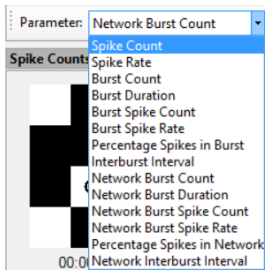 Parameter: Network Burst Count
Spike Count
Spike Counts
Spike Rate
Burst Count
Burst Duration
Burst Spike Count
Burst Spike Rate
Percentage Spikes in Burst
Interburst Interval
Network Burst Count
Network Burst Duration
Network Burst Spike Count
Network Burst Spike Rate
Percentage Spikes in Network
Network Interburst Interval